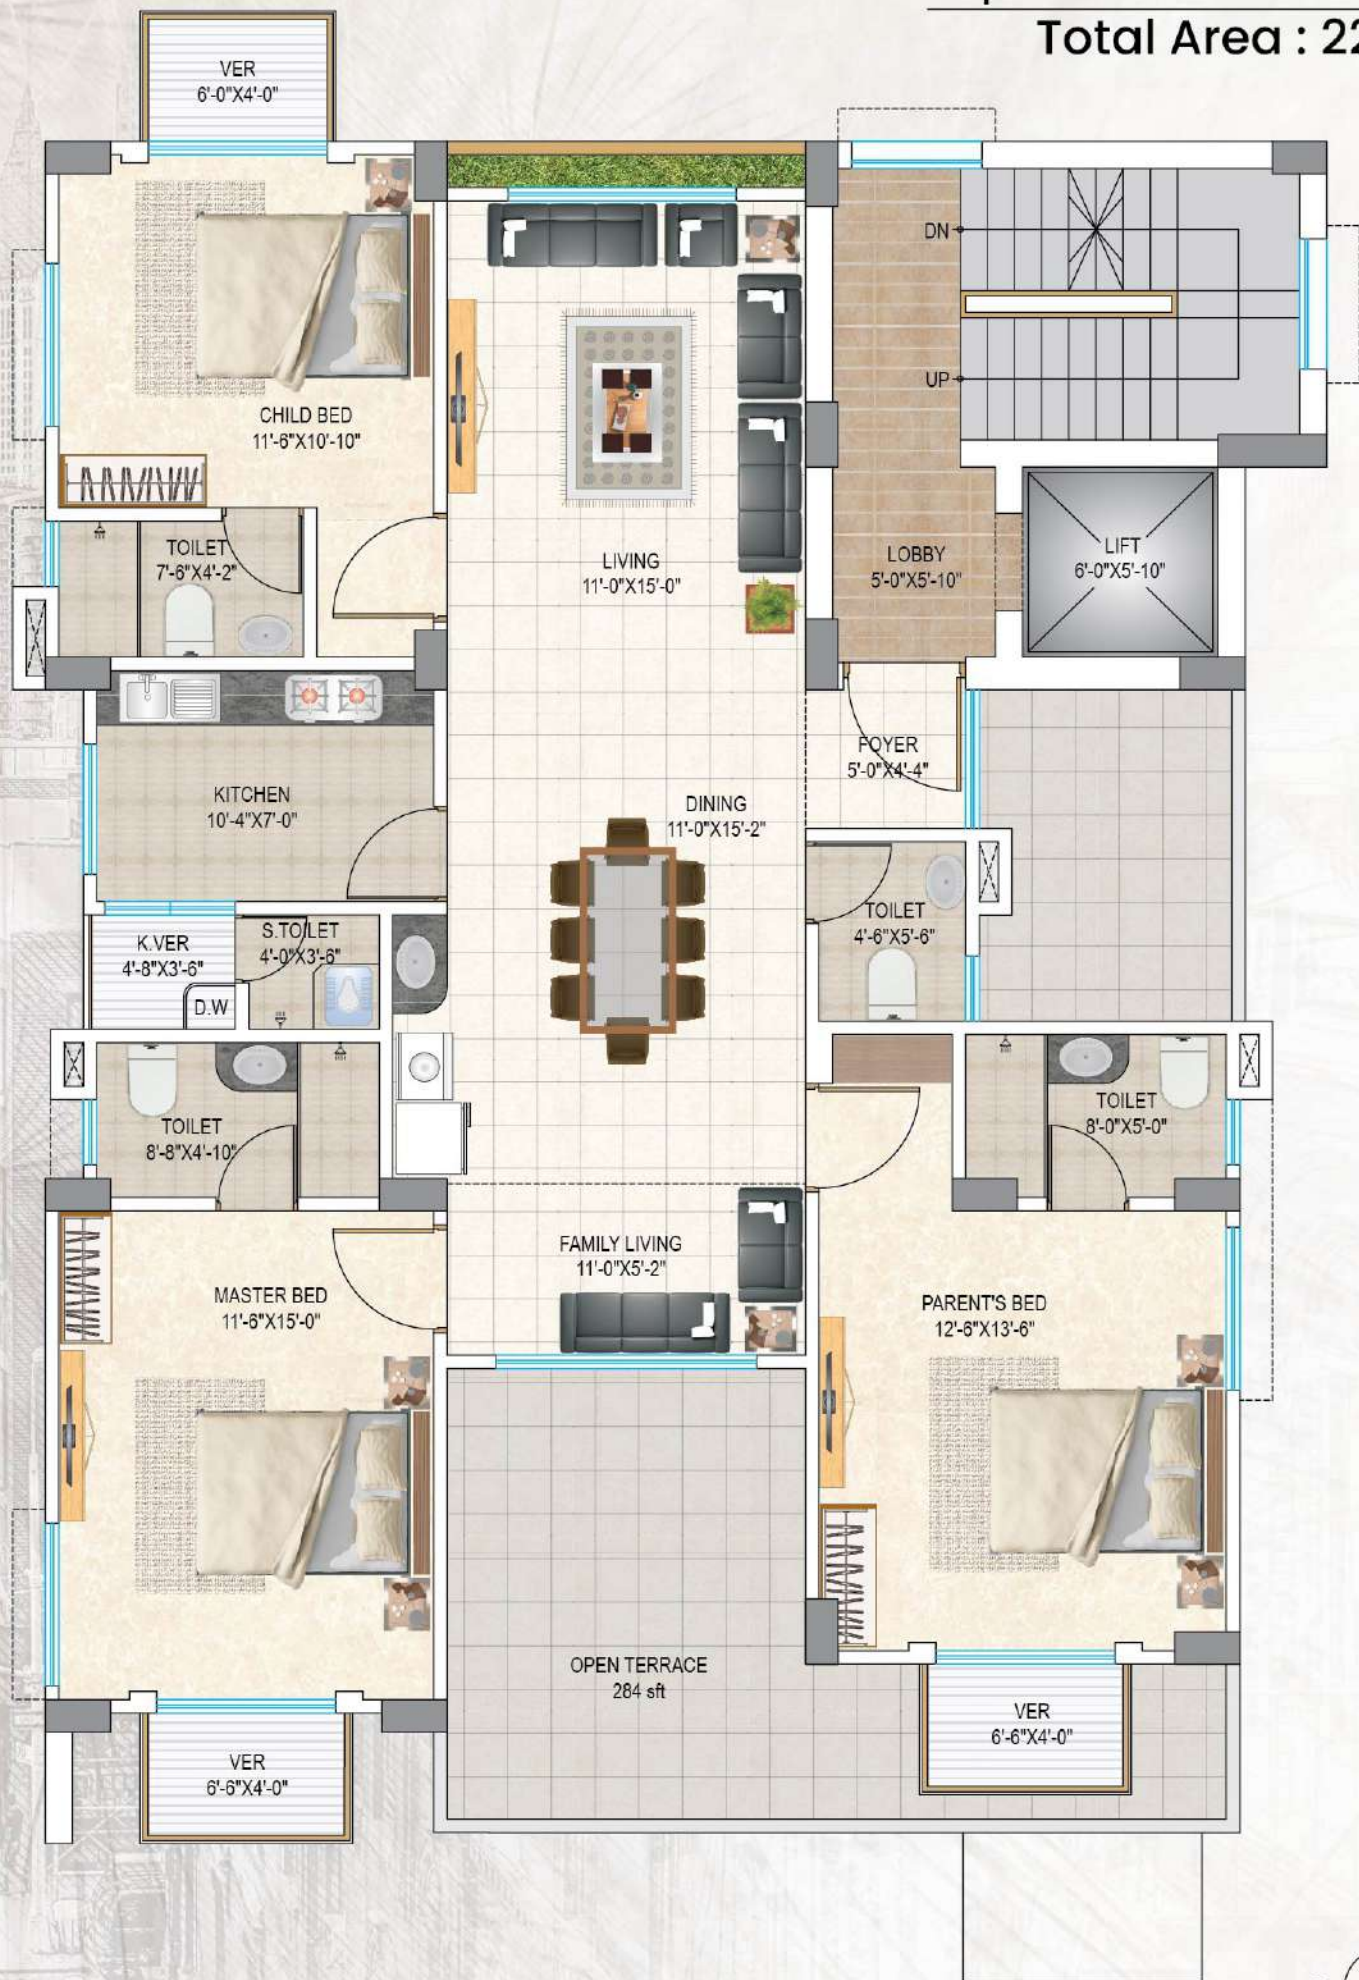 Total Area : 22
VER
6'-0"X4'-0"
DN
UP
CHILD BED
11'-6"X10'-10"
TOILET
7'-6"X4'-2"
LIVING
11'-0"X15'-0"
LOBBY
5'-0"X5'-10"
LIFT
6'-0"X5'-10"
FOYER
5'-0"X4'-4"
KITCHEN
10'-4"X7'-0"
DINING
11'-0"X15'-2"
TOILET
4'-6"X5'-6"
K.VER
4'-8"X3'-6"
S.TOILET
4'-0"X3'-6"
D.W
TOILET
8'-8"X4'-10"
TOILET
8'-0"X5'-0"
FAMILY LIVING
11'-0"X5'-2"
MASTER BED
11'-6"X15'-0"
PARENT'S BED
12'-6"X13'-6"
OPEN TERRACE
284 sft
VER
6'-6"X4'-0"
VER
6'-6"X4'-0"